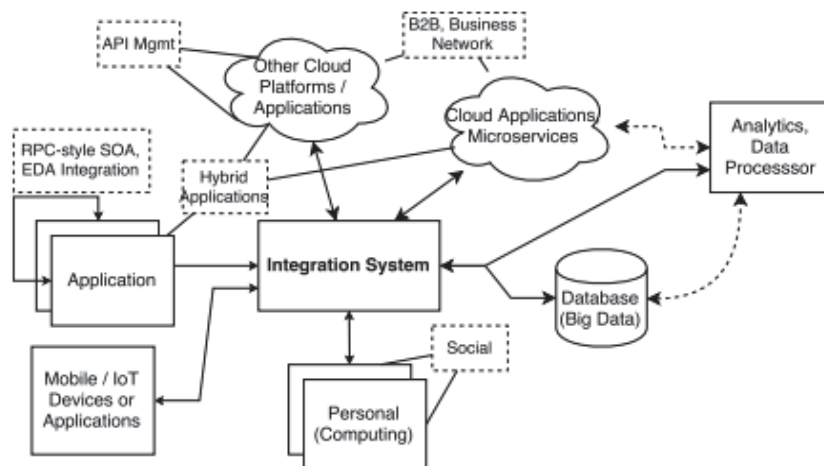 API Mgmt
Other Cloud
Platforms /
Applications
B2B, Business
Network
Cloud Applications
Microservices
Analytics,
Data
Processsor
RPC-style SOA,
EDA Integration
Hybrid
Applications
Application
Integration System
Database
(Big Data)
Mobile / IoT
Devices or
Applications
Social
Personal
(Computing)